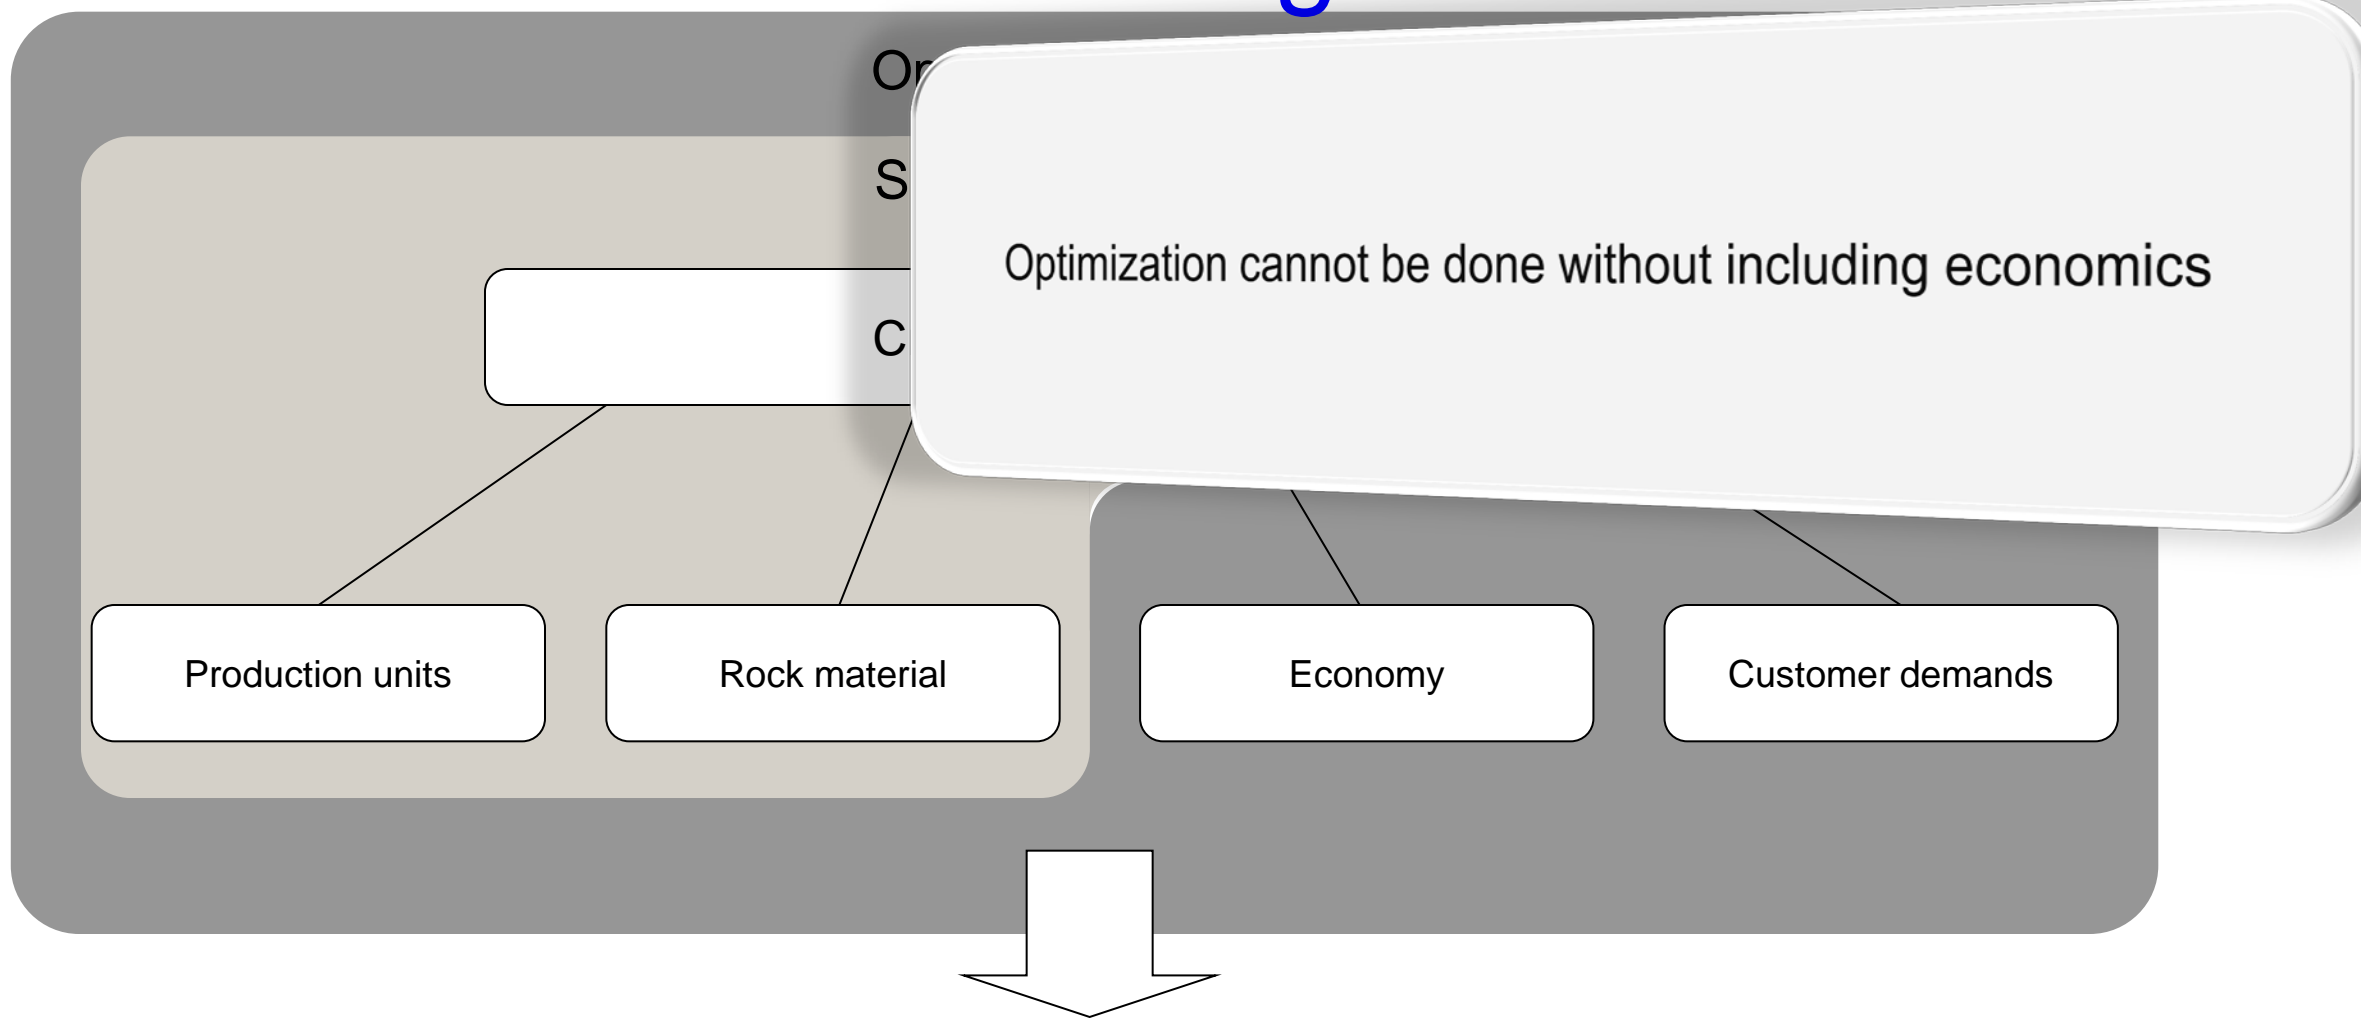 Optimization cannot be done without including economics
Production units
Rock material
Economy
Customer demands